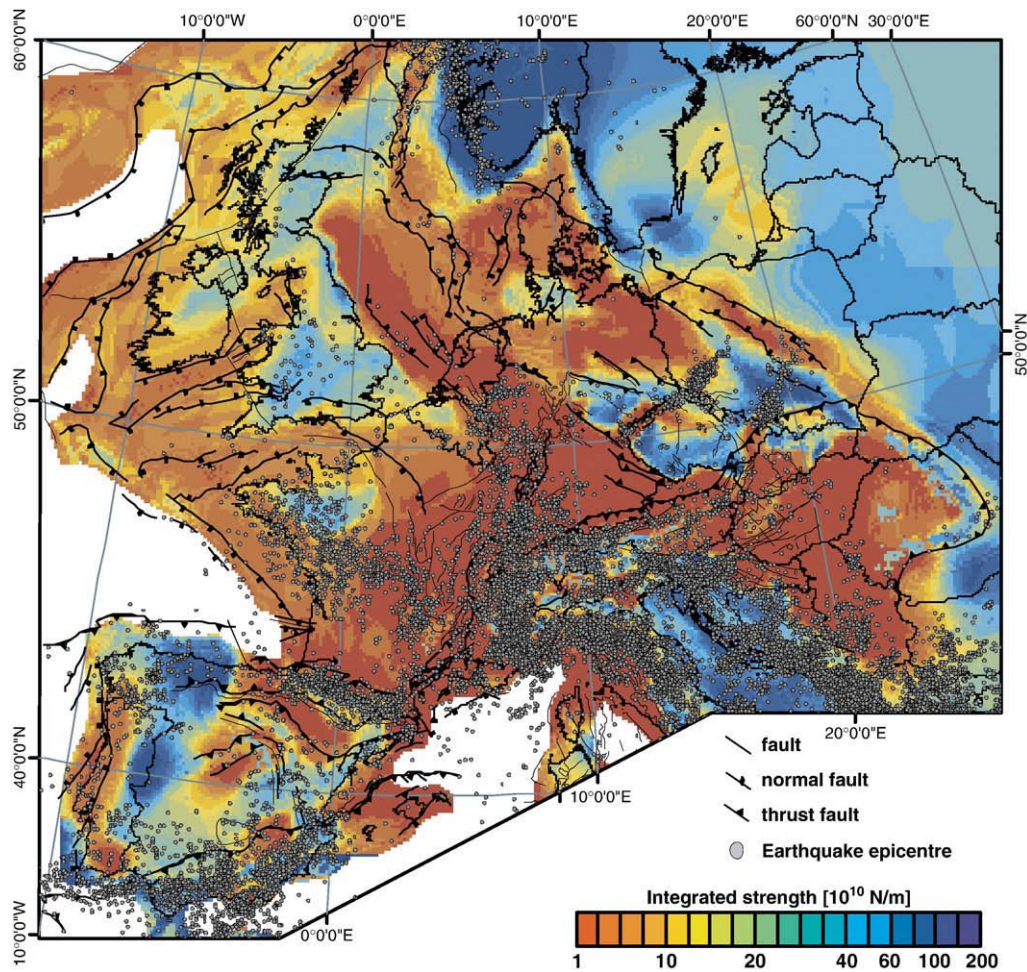 10°0'0"W 0°0'0"E 10°0'0"E 20°0'0"E 60°0'0"N 30°0'0"E
60°0'0"N
50°0'0"N
50°0'0"N
40°0'0"N
20°0'0"E
fault
10°0'0"E
normal fault
thrust fault
Earthquake epicentre
Integrated strength [10¹⁰ N/m]
10°0'0"W
0°0'0"E
1 10 20 40 60 100 200